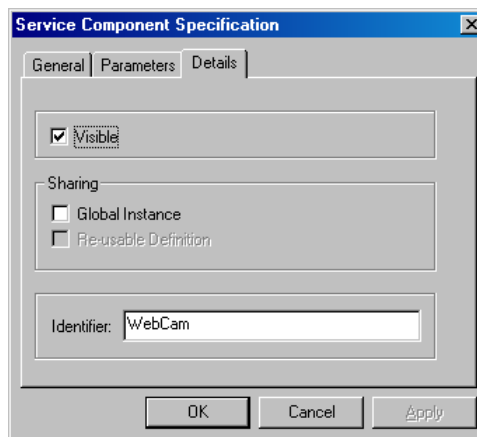 Service Component Specification
General Parameters Details
Visible
Sharing
Global Instance
Re-usable Definition
Identifier: WebCam
OK Cancel Apply